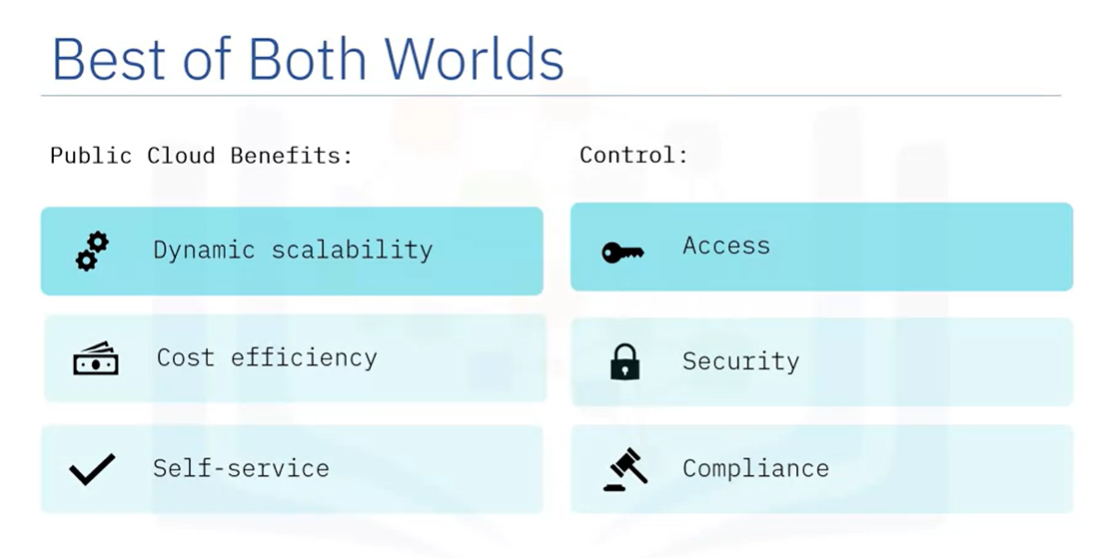 Best of Both Worlds
Public Cloud Benefits:
Dynamic scalability
Cost efficiency
Self-service
Control:
Access
Security
Compliance